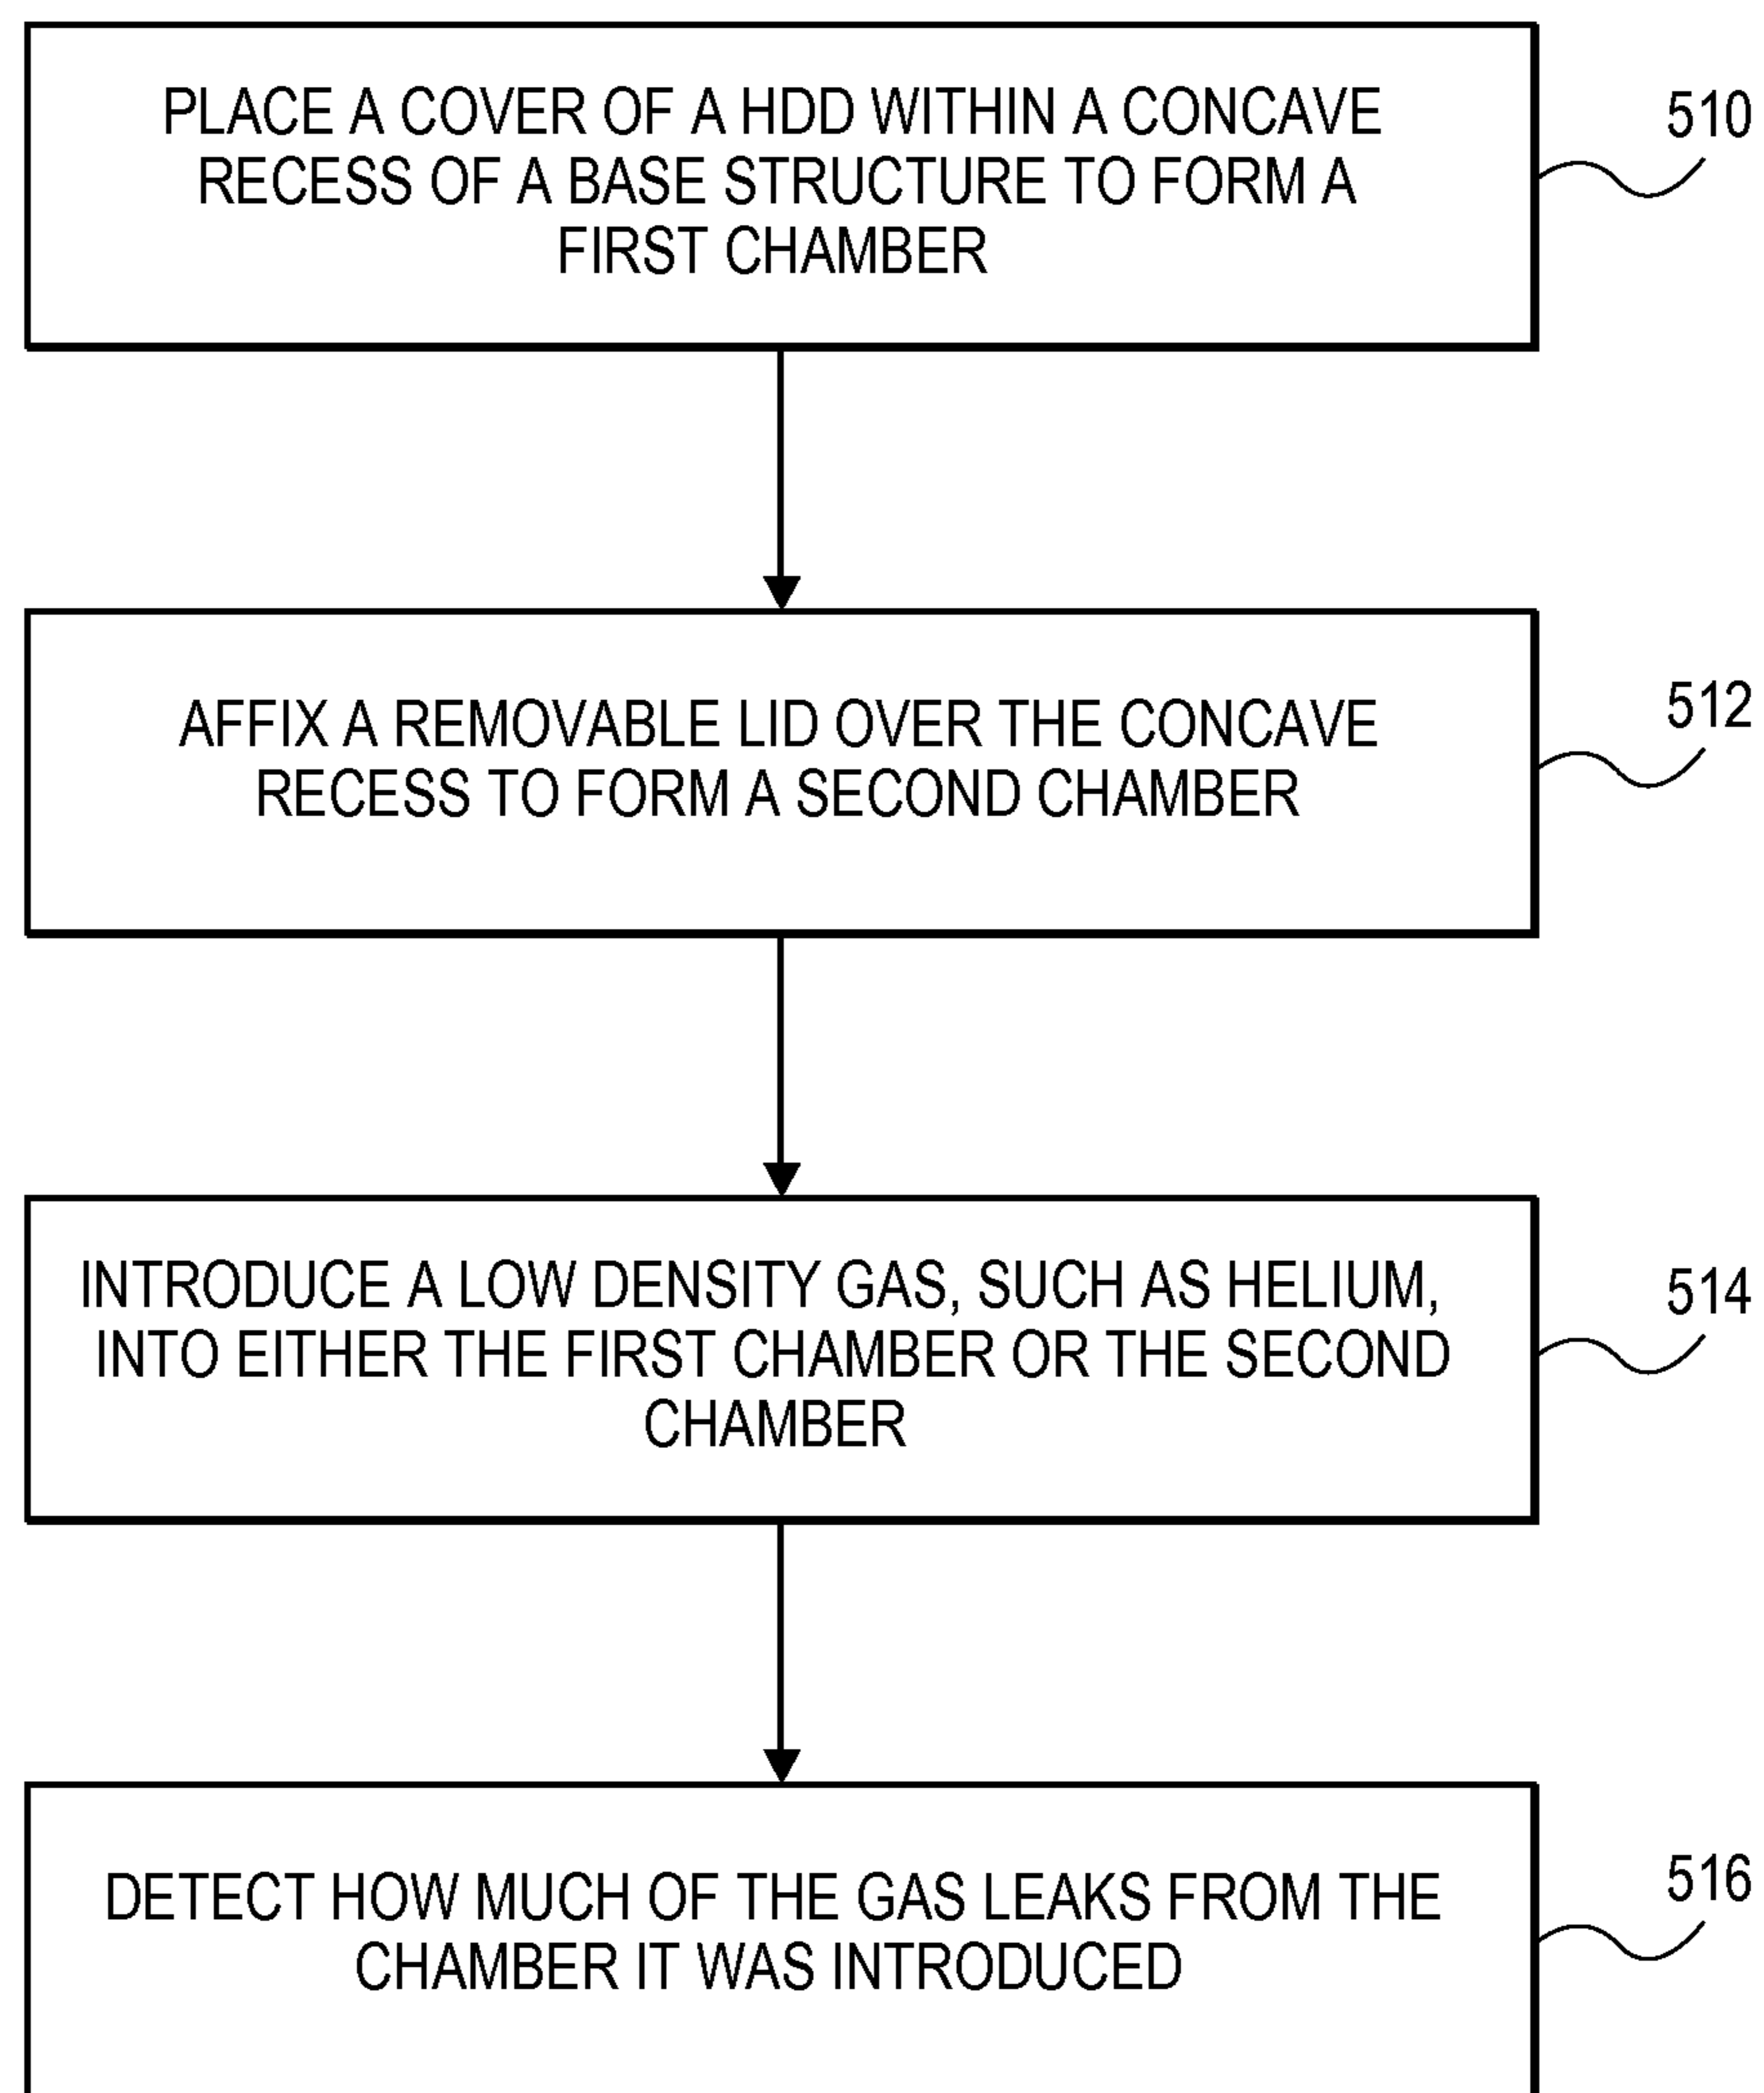 PLACE A COVER OF A HDD WITHIN A CONCAVE
RECESS OF A BASE STRUCTURE TO FORM A
FIRST CHAMBER
510
AFFIX A REMOVABLE LID OVER THE CONCAVE
RECESS TO FORM A SECOND CHAMBER
512
INTRODUCE A LOW DENSITY GAS, SUCH AS HELIUM,
INTO EITHER THE FIRST CHAMBER OR THE SECOND
CHAMBER
514
DETECT HOW MUCH OF THE GAS LEAKS FROM THE
CHAMBER IT WAS INTRODUCED
516